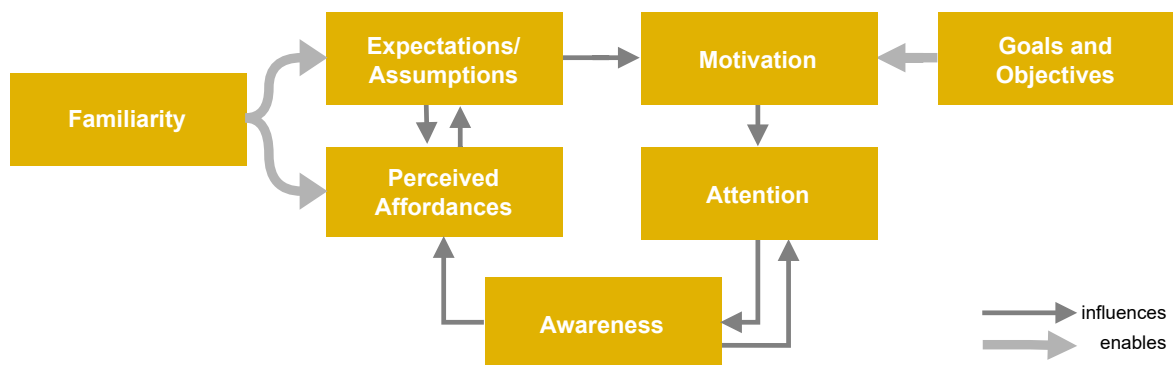 Expectations/
Assumptions
Motivation
Goals and
Objectives
Familiarity
Perceived
Affordances
Attention
Awareness
influences
enables